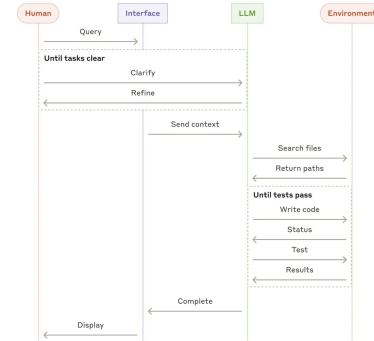 Human Interface LLM Environment
Query
Until tasks clear
Clarify
Refine
Send context
Search files
Return paths
Until tests pass
Write code
Status
Test
Results
Complete
Display